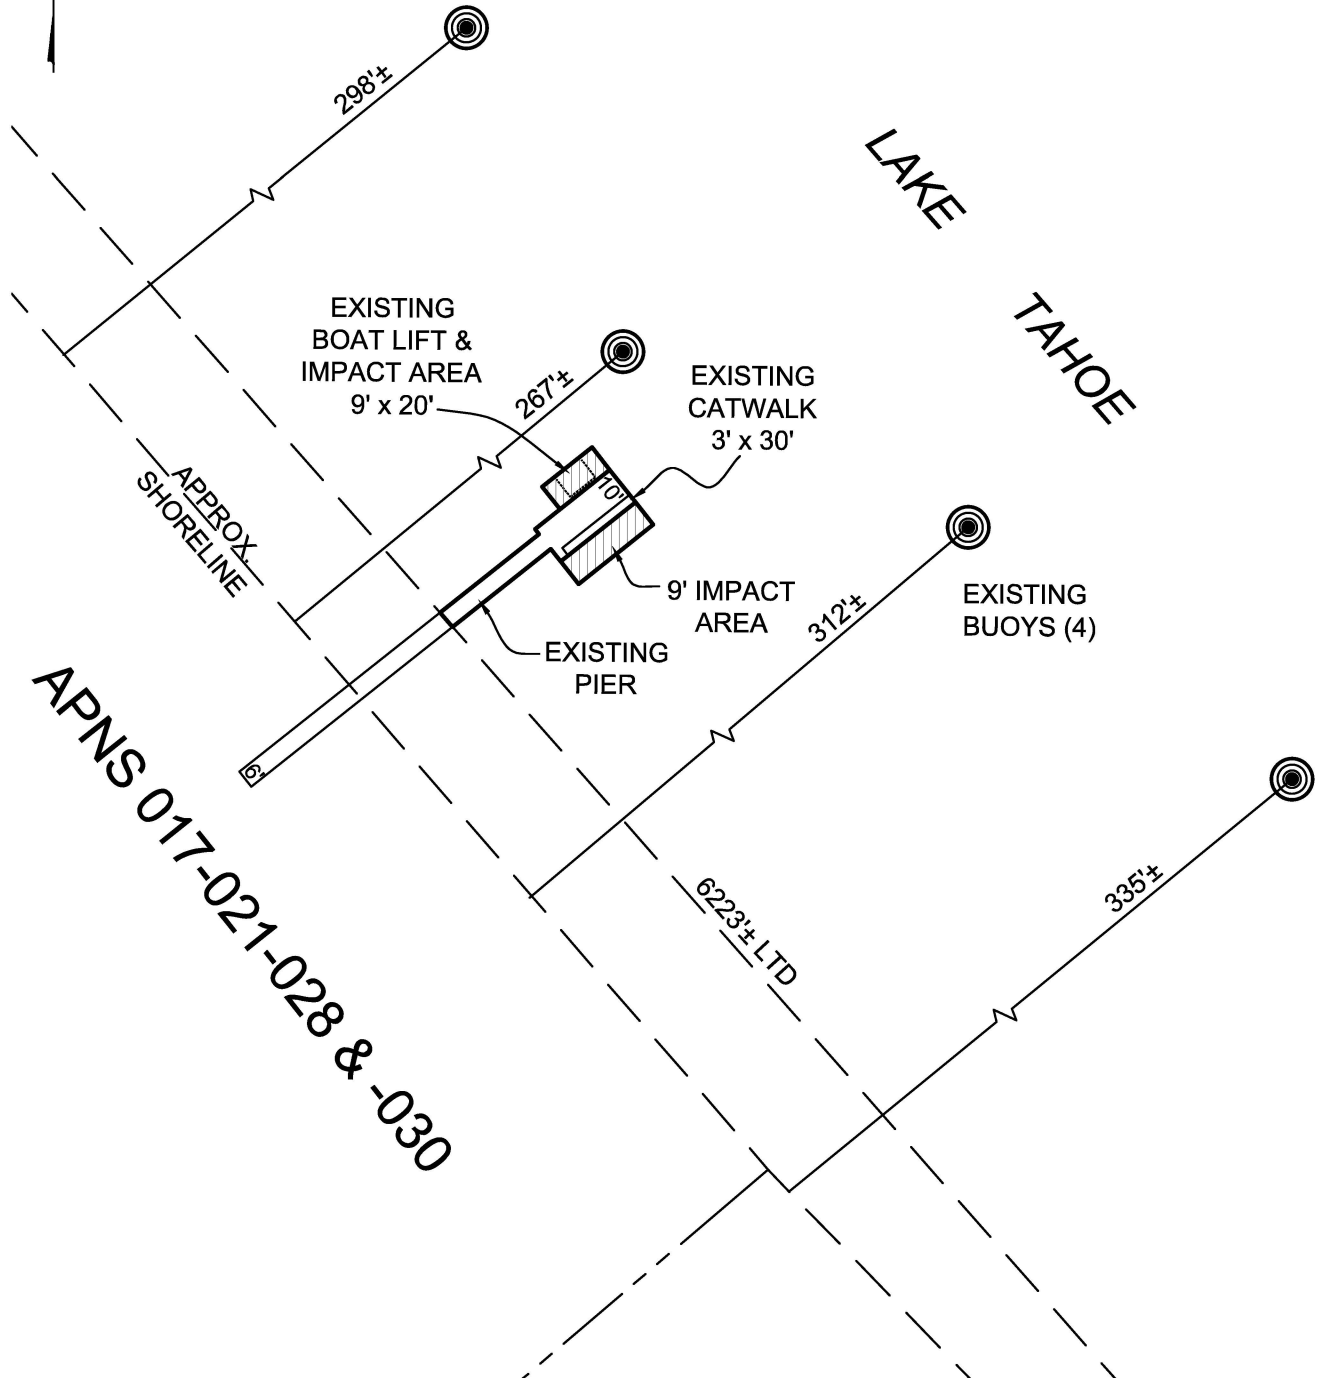 298'±
LAKE
TAHOE
EXISTING
BOAT LIFT &
IMPACT AREA
9' x 20'
267'±
EXISTING
CATWALK
3' x 30'
10'
APPROX.
SHORELINE
9' IMPACT
AREA
312'±
EXISTING
BUOYS (4)
EXISTING
PIER
6'
APNS 017-021-028 & -030
6223'± LTD
335'±